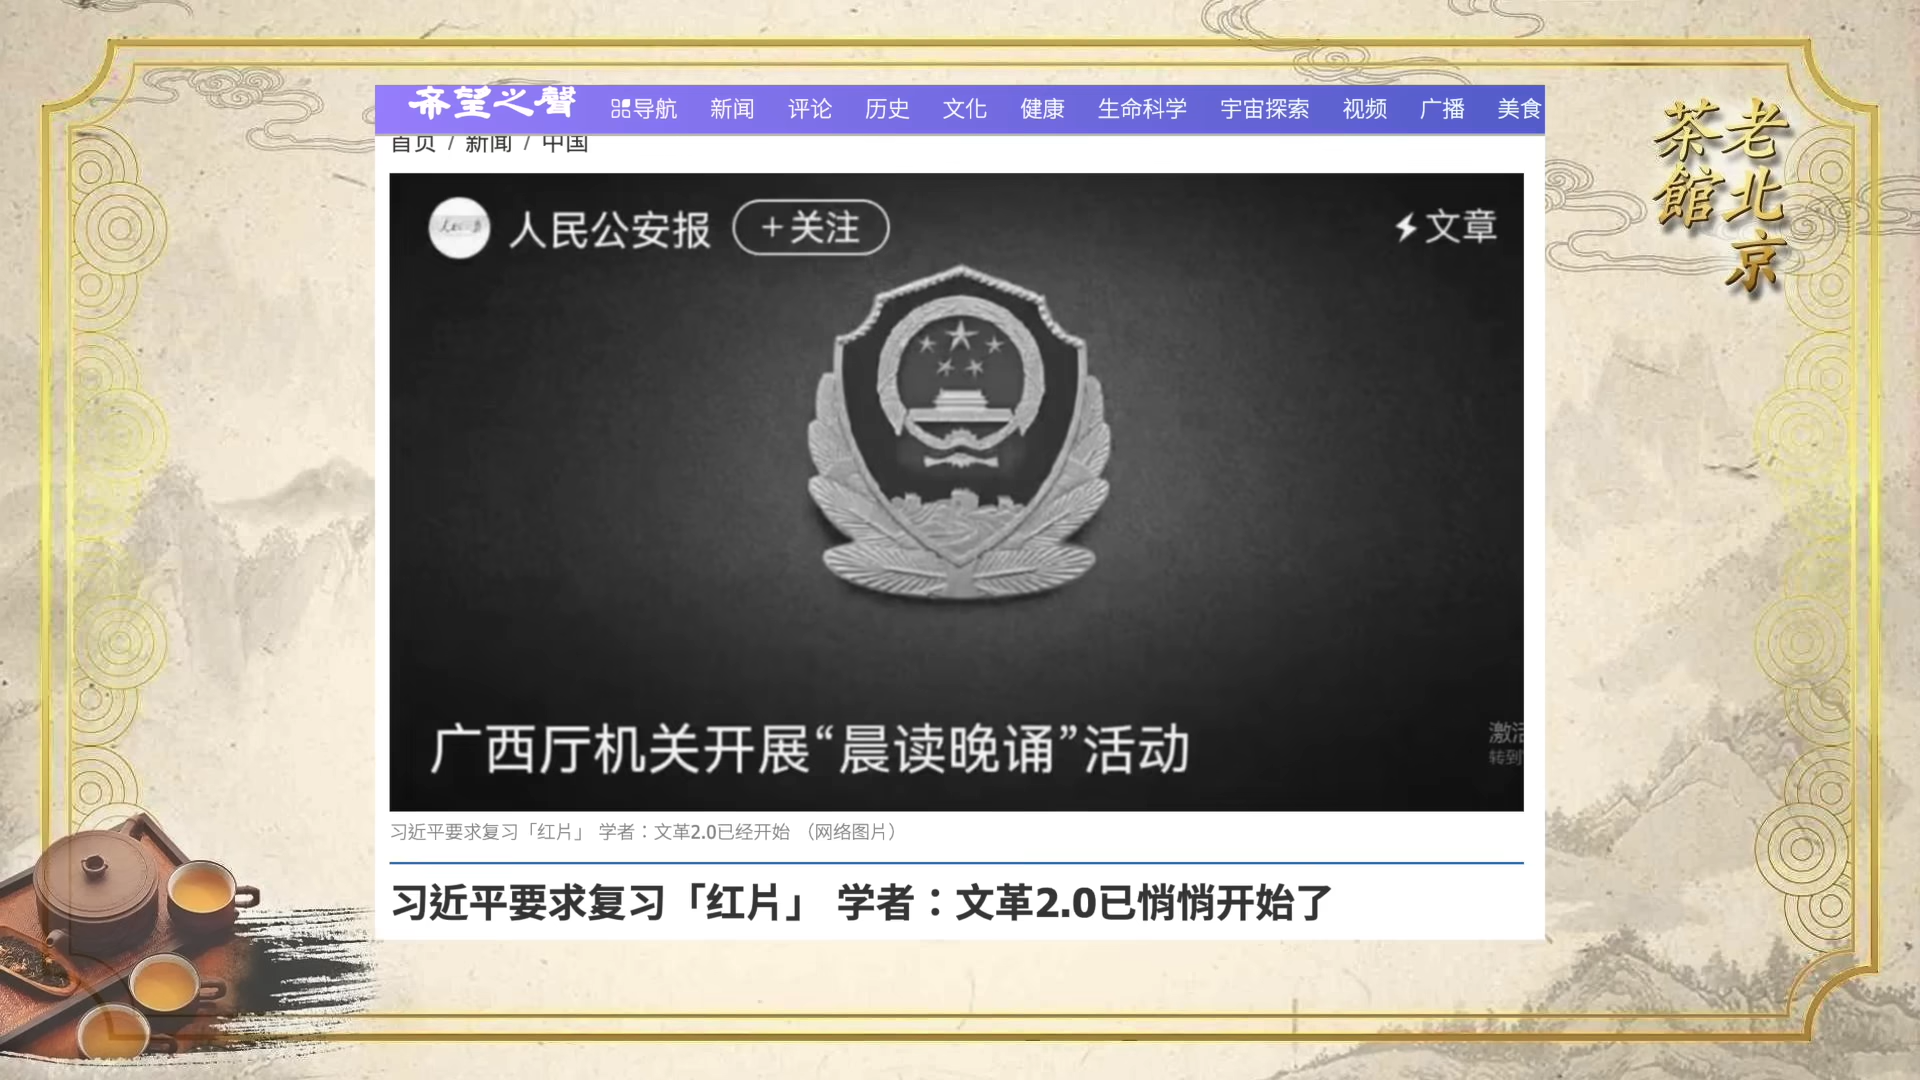 希望之聲 导航 新闻 评论 历史 文化 健康 生命科学 宇宙探索 视频 广播 美食
首页 / 新闻 / 中国
人民公安报 +关注 文章
广西厅机关开展“晨读晚诵”活动
激活
转到
习近平要求复习「红片」 学者：文革2.0已经开始 （网络图片）
习近平要求复习「红片」 学者：文革2.0已悄悄开始了
老北京
茶館